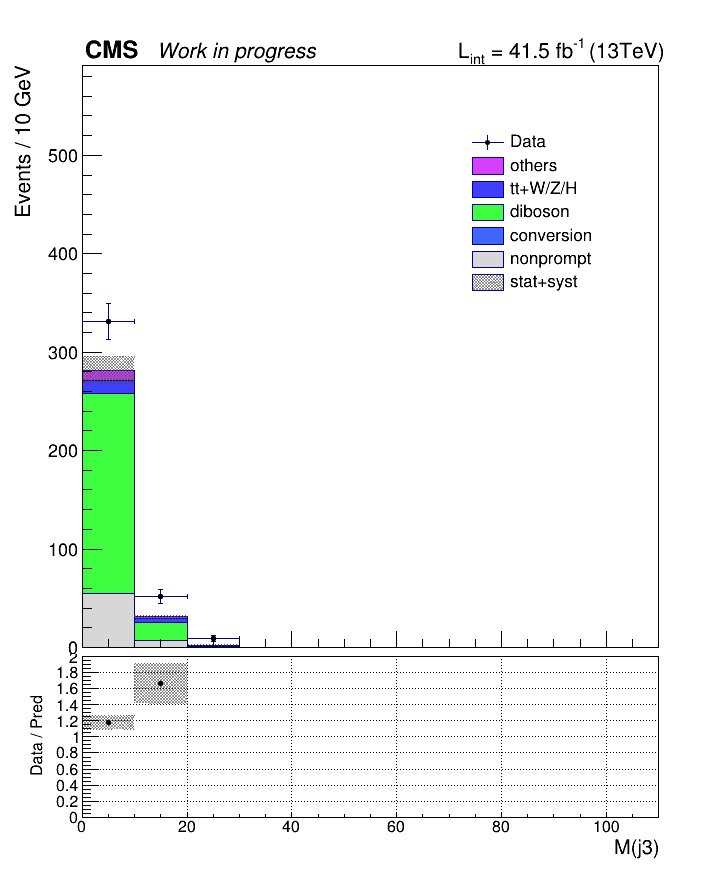 CMS Work in progress L_int = 41.5 fb^-1 (13TeV)
Events / 10 GeV
500
400
300
200
100
0
Data
others
tt+W/Z/H
diboson
conversion
nonprompt
stat+syst
Data / Pred
2
1.8
1.6
1.4
1.2
1
0.8
0.6
0.4
0.2
0
0 20 40 60 80 100
M(j3)